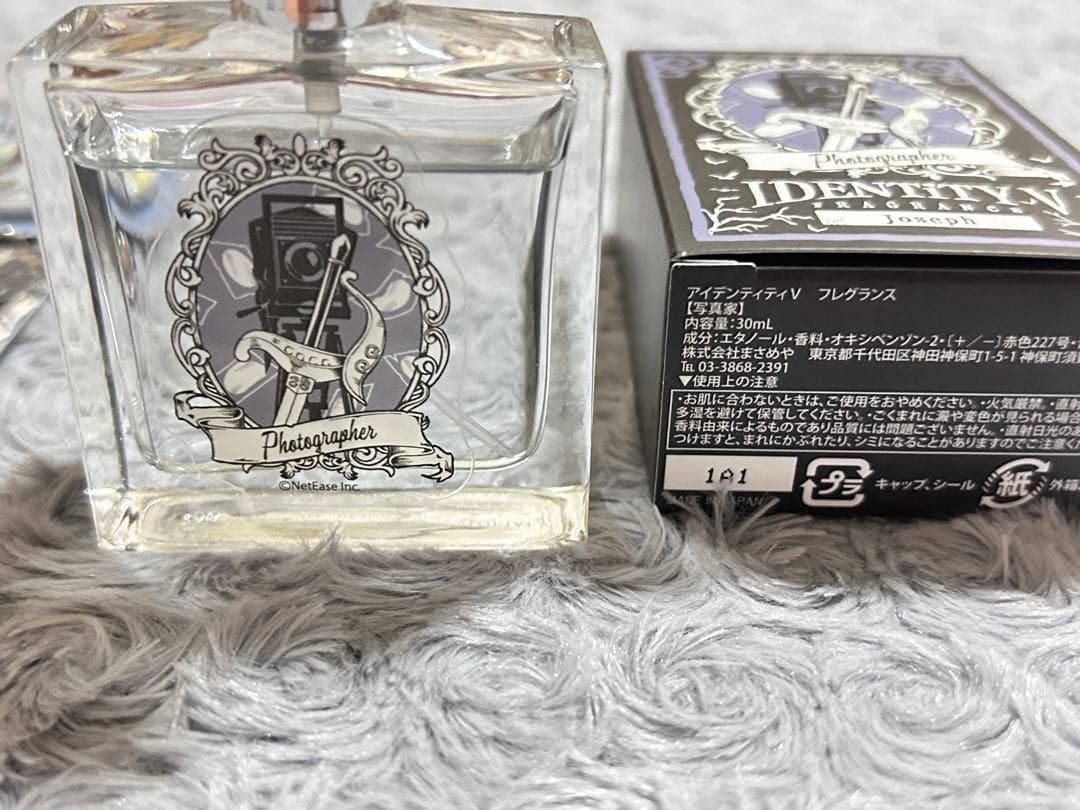 Photographer
©NetEase Inc.
Photographer
IDENTITY V
FRAGRANCE
Joseph
アイデンティティV フレグランス
【写真家】
内容量：30mL
成分：エタノール・香料・オキシベンゾン-2・［＋／－］赤色227号・
株式会社まさめや 東京都千代田区神田神保町1-5-1 神保町須
TEL 03-3868-2391
▼使用上の注意
・お肌に合わないときは、ご使用をおやめください。・火気厳禁。・直射
多湿を避けて保管してください。・ごくまれに澱や変色が見られる場合
香料由来によるものであり品質には問題ございません。・直射日光のあ
つけますと、まれにかぶれたり、シミになることがありますのでご注意く
1A1
プラ
キャップ、シール
紙
外箱
MADE IN JAPAN